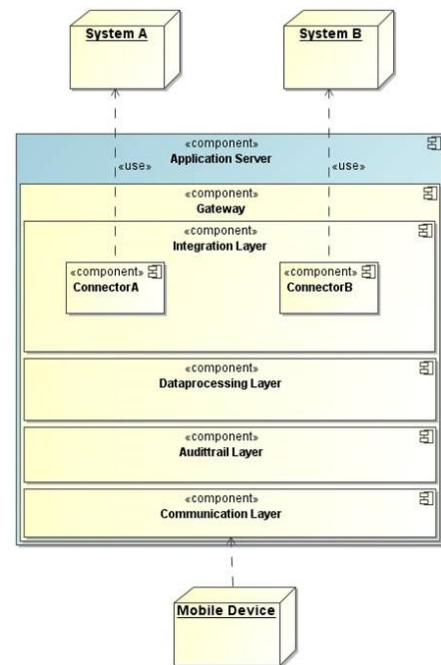 System A
System B
«component»
Application Server
«use»
«use»
«component»
Gateway
«component»
Integration Layer
«component»
ConnectorA
«component»
ConnectorB
«component»
Dataprocessing Layer
«component»
Audittrail Layer
«component»
Communication Layer
Mobile Device